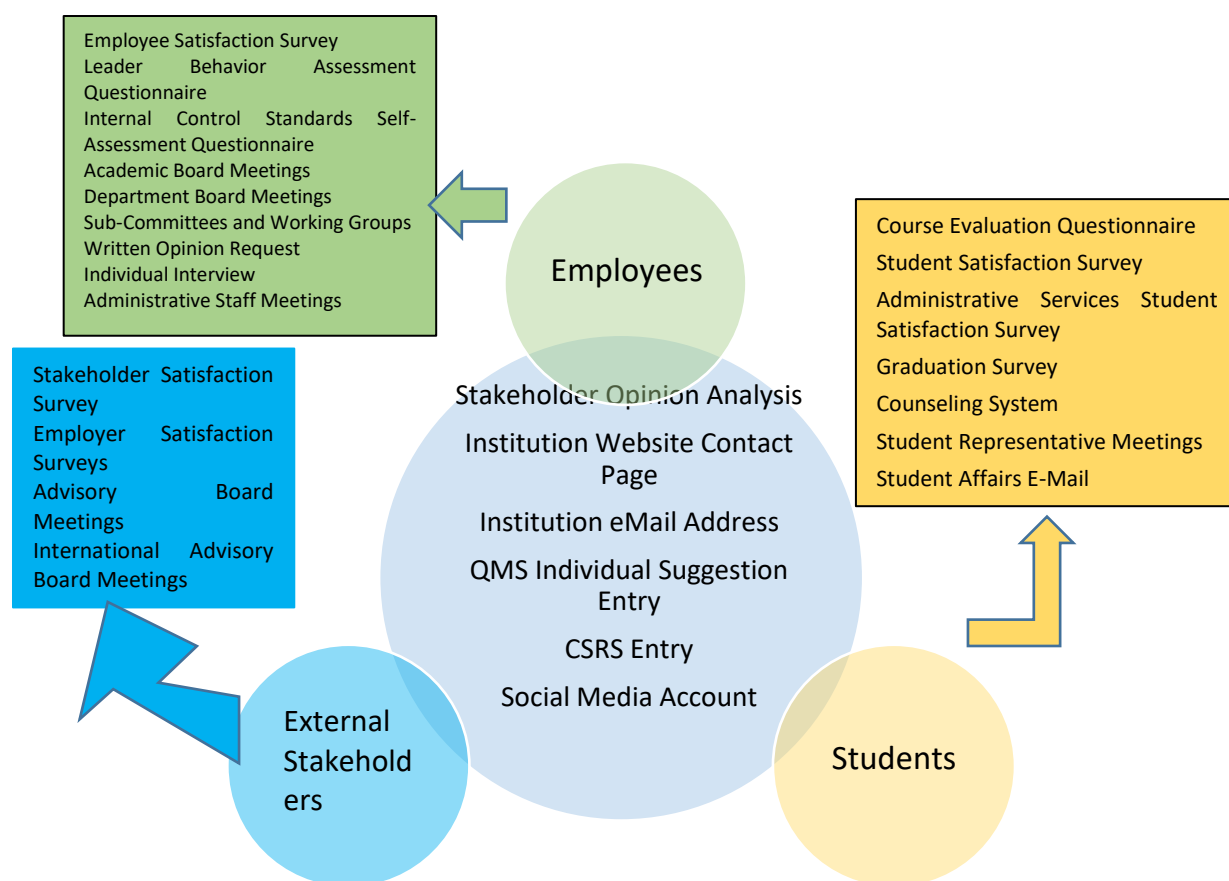 Employee Satisfaction Survey
Leader Behavior Assessment
Questionnaire
Internal Control Standards Self-
Assessment Questionnaire
Academic Board Meetings
Department Board Meetings
Sub-Committees and Working Groups
Written Opinion Request
Individual Interview
Administrative Staff Meetings
Employees
Course Evaluation Questionnaire
Student Satisfaction Survey
Administrative Services Student
Satisfaction Survey
Graduation Survey
Counseling System
Student Representative Meetings
Student Affairs E-Mail
Stakeholder Satisfaction
Survey
Employer Satisfaction
Surveys
Advisory Board
Meetings
International Advisory
Board Meetings
Stakeholder Opinion Analysis
Institution Website Contact
Page
Institution eMail Address
QMS Individual Suggestion
Entry
CSRS Entry
Social Media Account
External
Stakehold
ers
Students